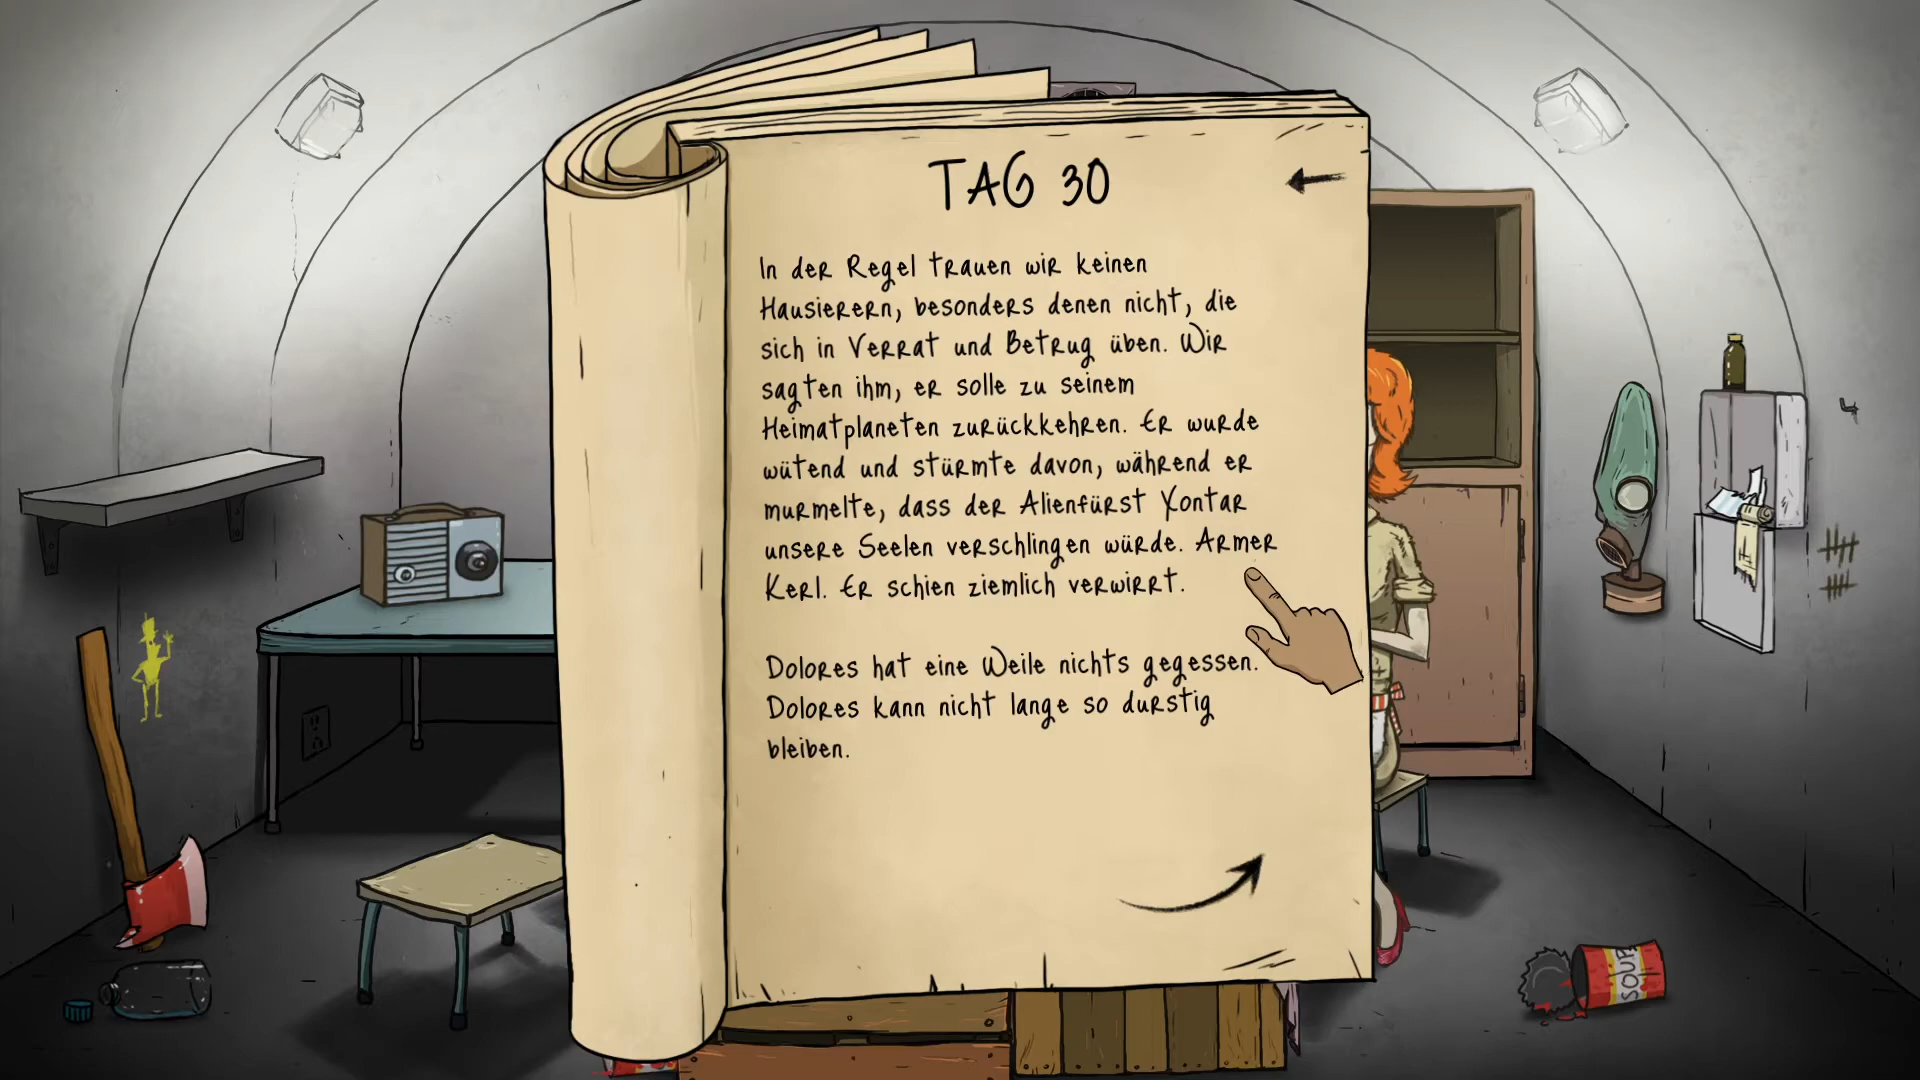 TAG 30
In der Regel trauen wir keinen
Hausierern, besonders denen nicht, die
sich in Verrat und Betrug üben. Wir
sagten ihm, er solle zu seinem
Heimatplaneten zurückkehren. Er wurde
wütend und stürmte davon, während er
murmelte, dass der Alienfürst Xontar
unsere Seelen verschlingen würde. Armer
Kerl. Er schien ziemlich verwirrt.
Dolores hat eine Weile nichts gegessen.
Dolores kann nicht lange so durstig
bleiben.
SOUP